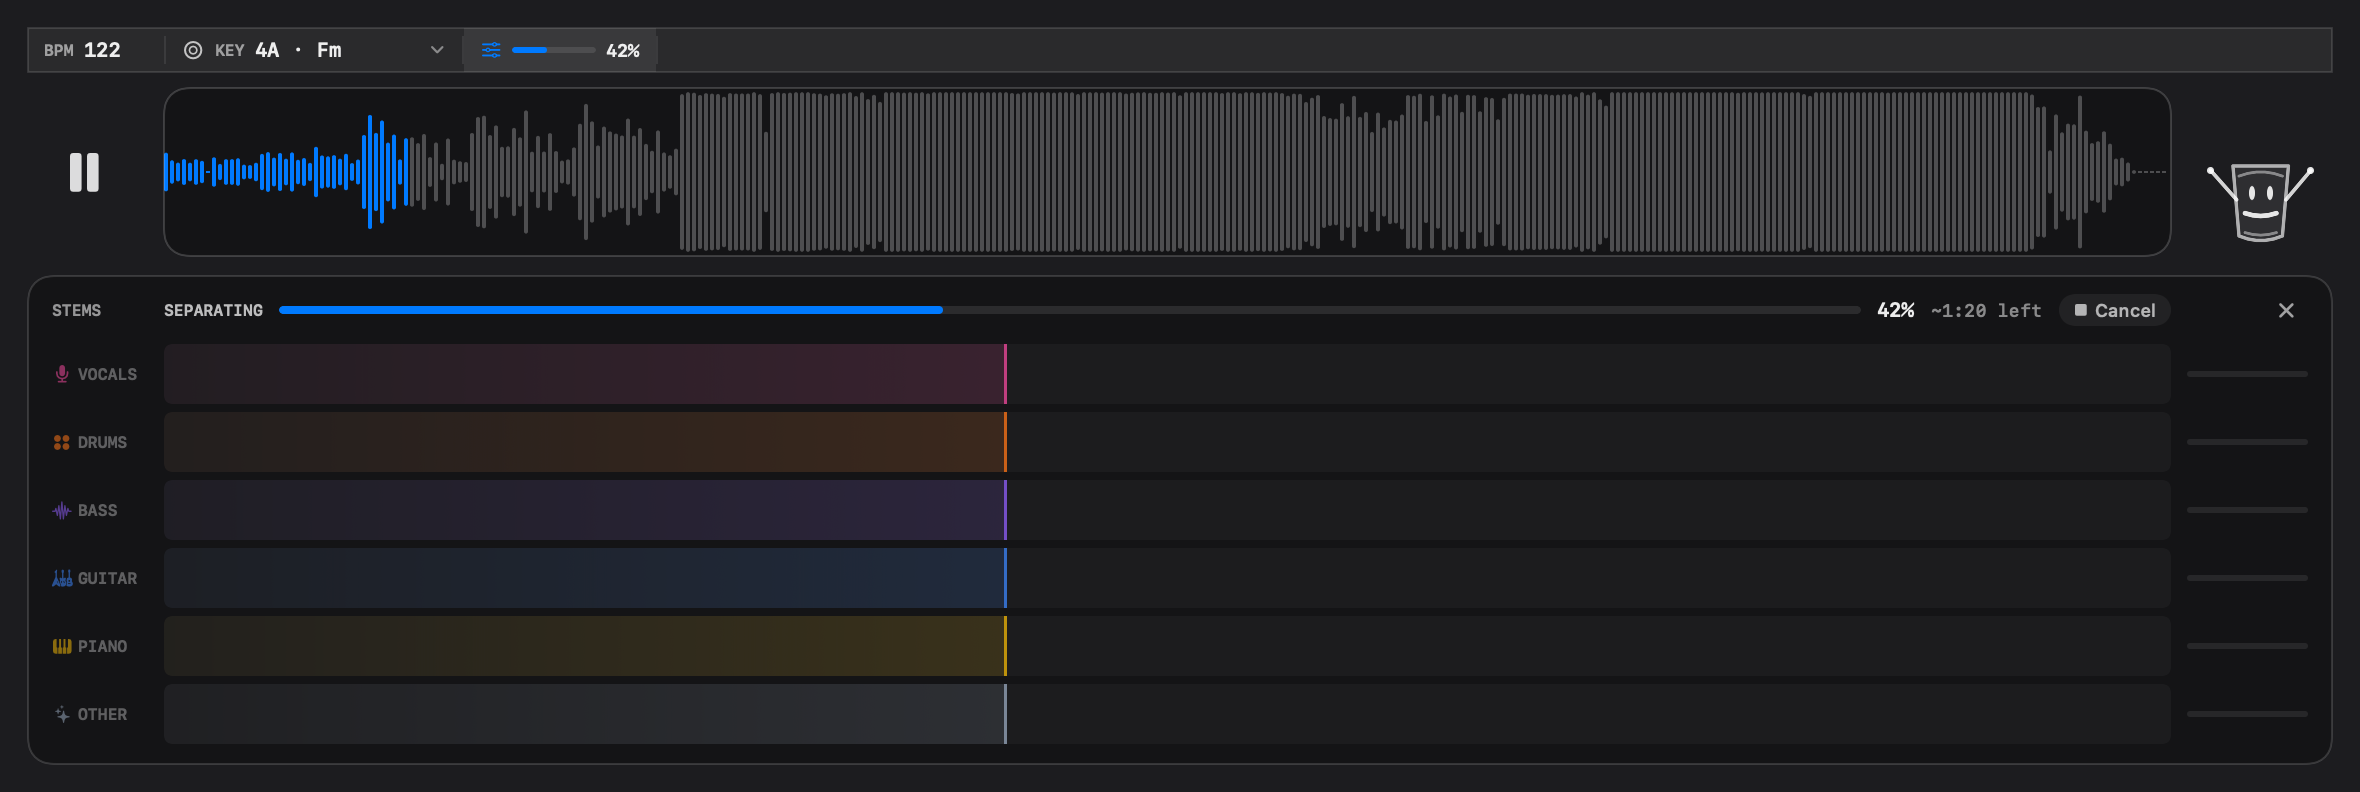 BPM 122 KEY 4A · Fm 42%
STEMS SEPARATING 42% ~1:20 left Cancel
VOCALS
DRUMS
BASS
GUITAR
PIANO
OTHER